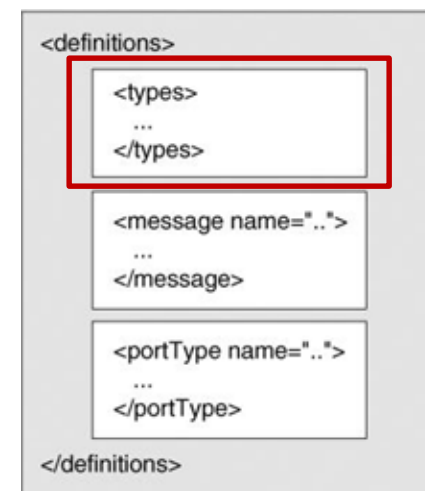 <definitions>
<types>
...
</types>
<message name="..">
...
</message>
<portType name="..">
...
</portType>
</definitions>